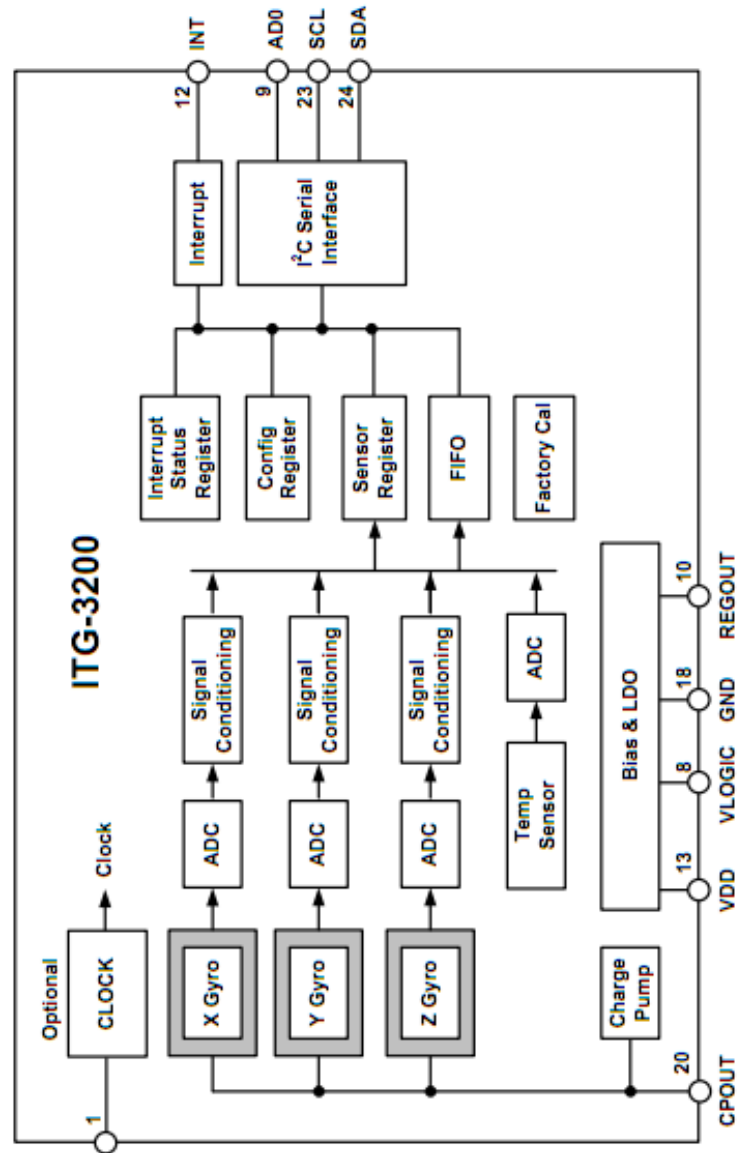 ITG-3200
Optional
1
CLOCK
Clock
X Gyro
ADC
Signal
Conditioning
Y Gyro
ADC
Signal
Conditioning
Z Gyro
ADC
Signal
Conditioning
Temp
Sensor
ADC
Interrupt
Status
Register
Config
Register
Sensor
Register
FIFO
Factory Cal
Interrupt
I²C Serial
Interface
12
INT
9
AD0
23
SCL
24
SDA
Charge
Pump
Bias & LDO
20
CPOUT
13
VDD
8
VLOGIC
18
GND
10
REGOUT